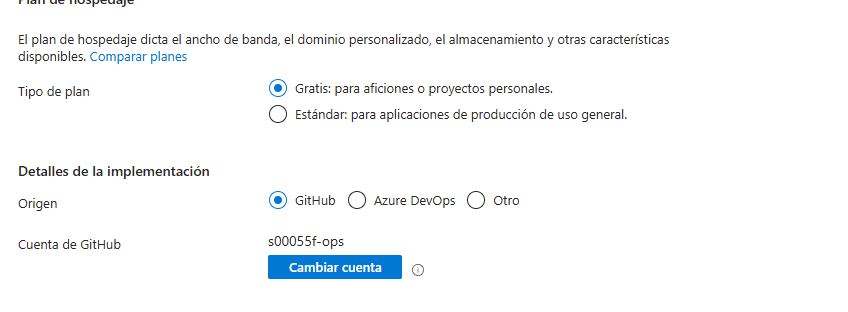 Plan de hospedaje
El plan de hospedaje dicta el ancho de banda, el dominio personalizado, el almacenamiento y otras características
disponibles. Comparar planes
Tipo de plan
Gratis: para aficiones o proyectos personales.
Estándar: para aplicaciones de producción de uso general.
Detalles de la implementación
Origen
GitHub
Azure DevOps
Otro
Cuenta de GitHub
s00055f-ops
Cambiar cuenta